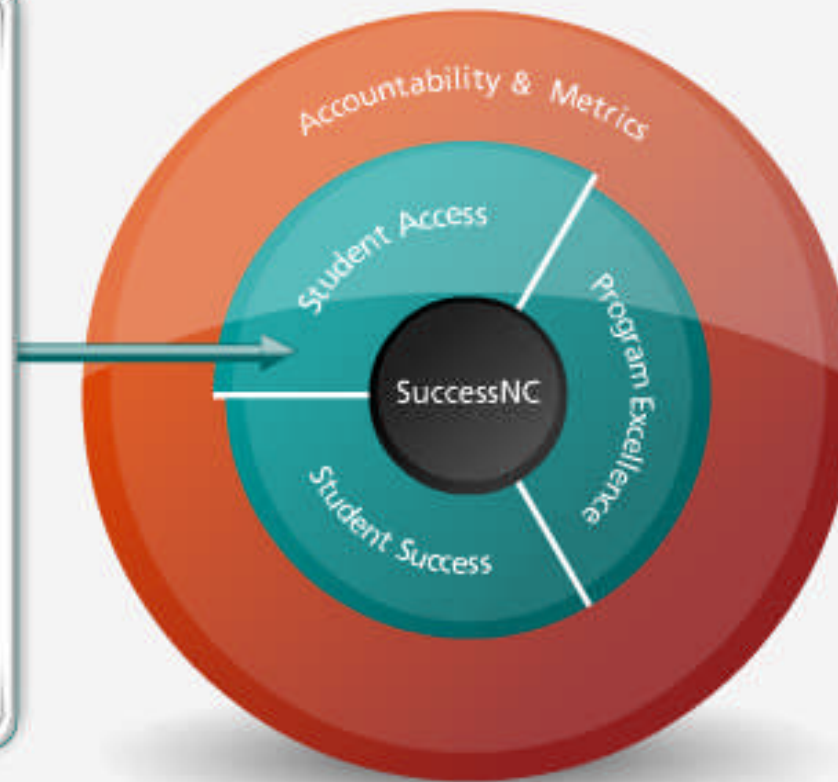 Accountability & Metrics
Student Access
Program Excellence
SuccessNC
Student Success